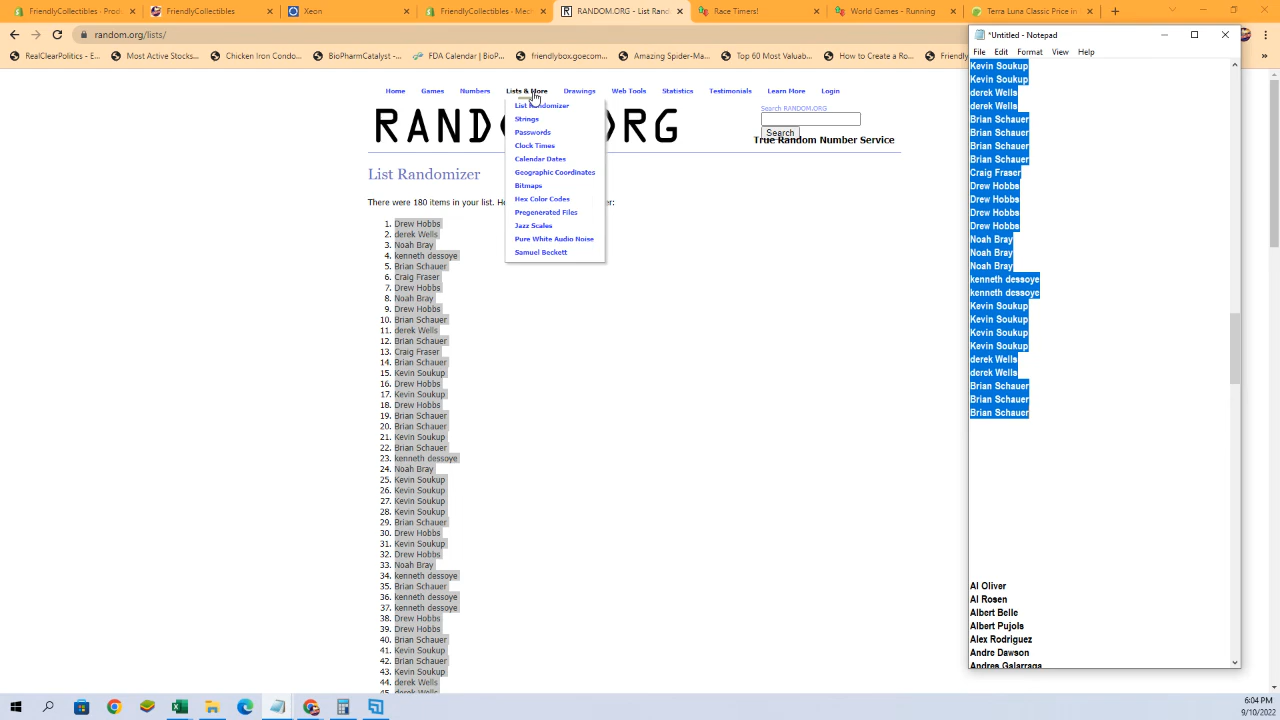 FriendlyCollectibles : Produc
FriendlyCollectibles
Xeon
FriendlyCollectibles : Produc
RANDOM.ORG - List Rand
Race Times!
World Games - Running
Terra Luna Classic Price in
random.org/lists/
RealClearPolitics - E...
Most Active Stocks...
Chicken Iron Condo...
BioPharmCatalyst -...
FDA Calendar | BioP...
friendlybox.goecom...
Amazing Spider-Ma...
Top 60 Most Valuab...
How to Create a Ro...
Friendly
Home
Games
Numbers
Lists & More
Drawings
Web Tools
Statistics
Testimonials
Learn More
Login
List Randomizer
Strings
Passwords
Clock Times
Calendar Dates
Geographic Coordinates
Bitmaps
Hex Color Codes
Pregenerated Files
Jazz Scales
Pure White Audio Noise
Samuel Beckett
Search RANDOM.ORG
Search
True Random Number Service
List Randomizer
There were 180 items in your list. He
er:
1. Drew Hobbs
2. derek Wells
3. Noah Bray
4. kenneth dessoye
5. Brian Schauer
6. Craig Fraser
7. Drew Hobbs
8. Noah Bray
9. Drew Hobbs
10. Brian Schauer
11. derek Wells
12. Brian Schauer
13. Craig Fraser
14. Brian Schauer
15. Kevin Soukup
16. Drew Hobbs
17. Kevin Soukup
18. Drew Hobbs
19. Brian Schauer
20. Brian Schauer
21. Kevin Soukup
22. Brian Schauer
23. kenneth dessoye
24. Noah Bray
25. Kevin Soukup
26. Kevin Soukup
27. Kevin Soukup
28. Kevin Soukup
29. Brian Schauer
30. Drew Hobbs
31. Kevin Soukup
32. Drew Hobbs
33. Noah Bray
34. kenneth dessoye
35. Brian Schauer
36. kenneth dessoye
37. kenneth dessoye
38. Drew Hobbs
39. Drew Hobbs
40. Brian Schauer
41. Kevin Soukup
42. Brian Schauer
43. Kevin Soukup
44. derek Wells
45. derek Wells
*Untitled - Notepad
File
Edit
Format
View
Help
Kevin Soukup
Kevin Soukup
derek Wells
derek Wells
Brian Schauer
Brian Schauer
Brian Schauer
Brian Schauer
Craig Fraser
Drew Hobbs
Drew Hobbs
Drew Hobbs
Drew Hobbs
Noah Bray
Noah Bray
Noah Bray
kenneth dessoye
kenneth dessoye
Kevin Soukup
Kevin Soukup
Kevin Soukup
Kevin Soukup
derek Wells
derek Wells
Brian Schauer
Brian Schauer
Brian Schauer
Al Oliver
Al Rosen
Albert Belle
Albert Pujols
Alex Rodriguez
Andre Dawson
Andres Galarraga
6:04 PM
9/10/2022